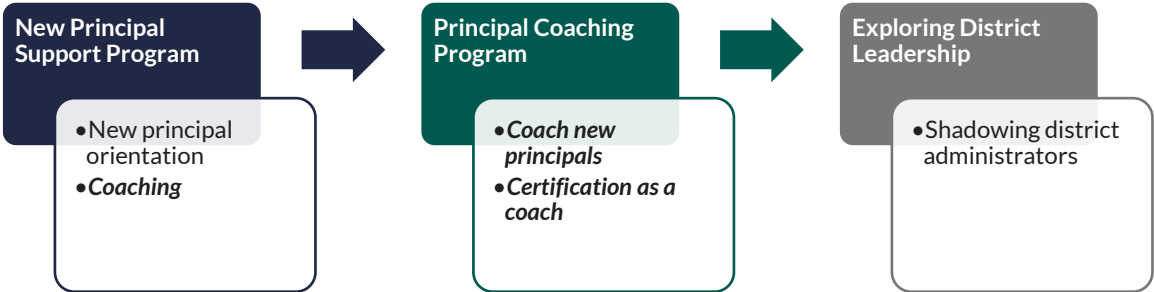 New Principal
Support Program
•New principal
orientation
•Coaching
Principal Coaching
Program
•Coach new
principals
•Certification as a
coach
Exploring District
Leadership
•Shadowing district
administrators